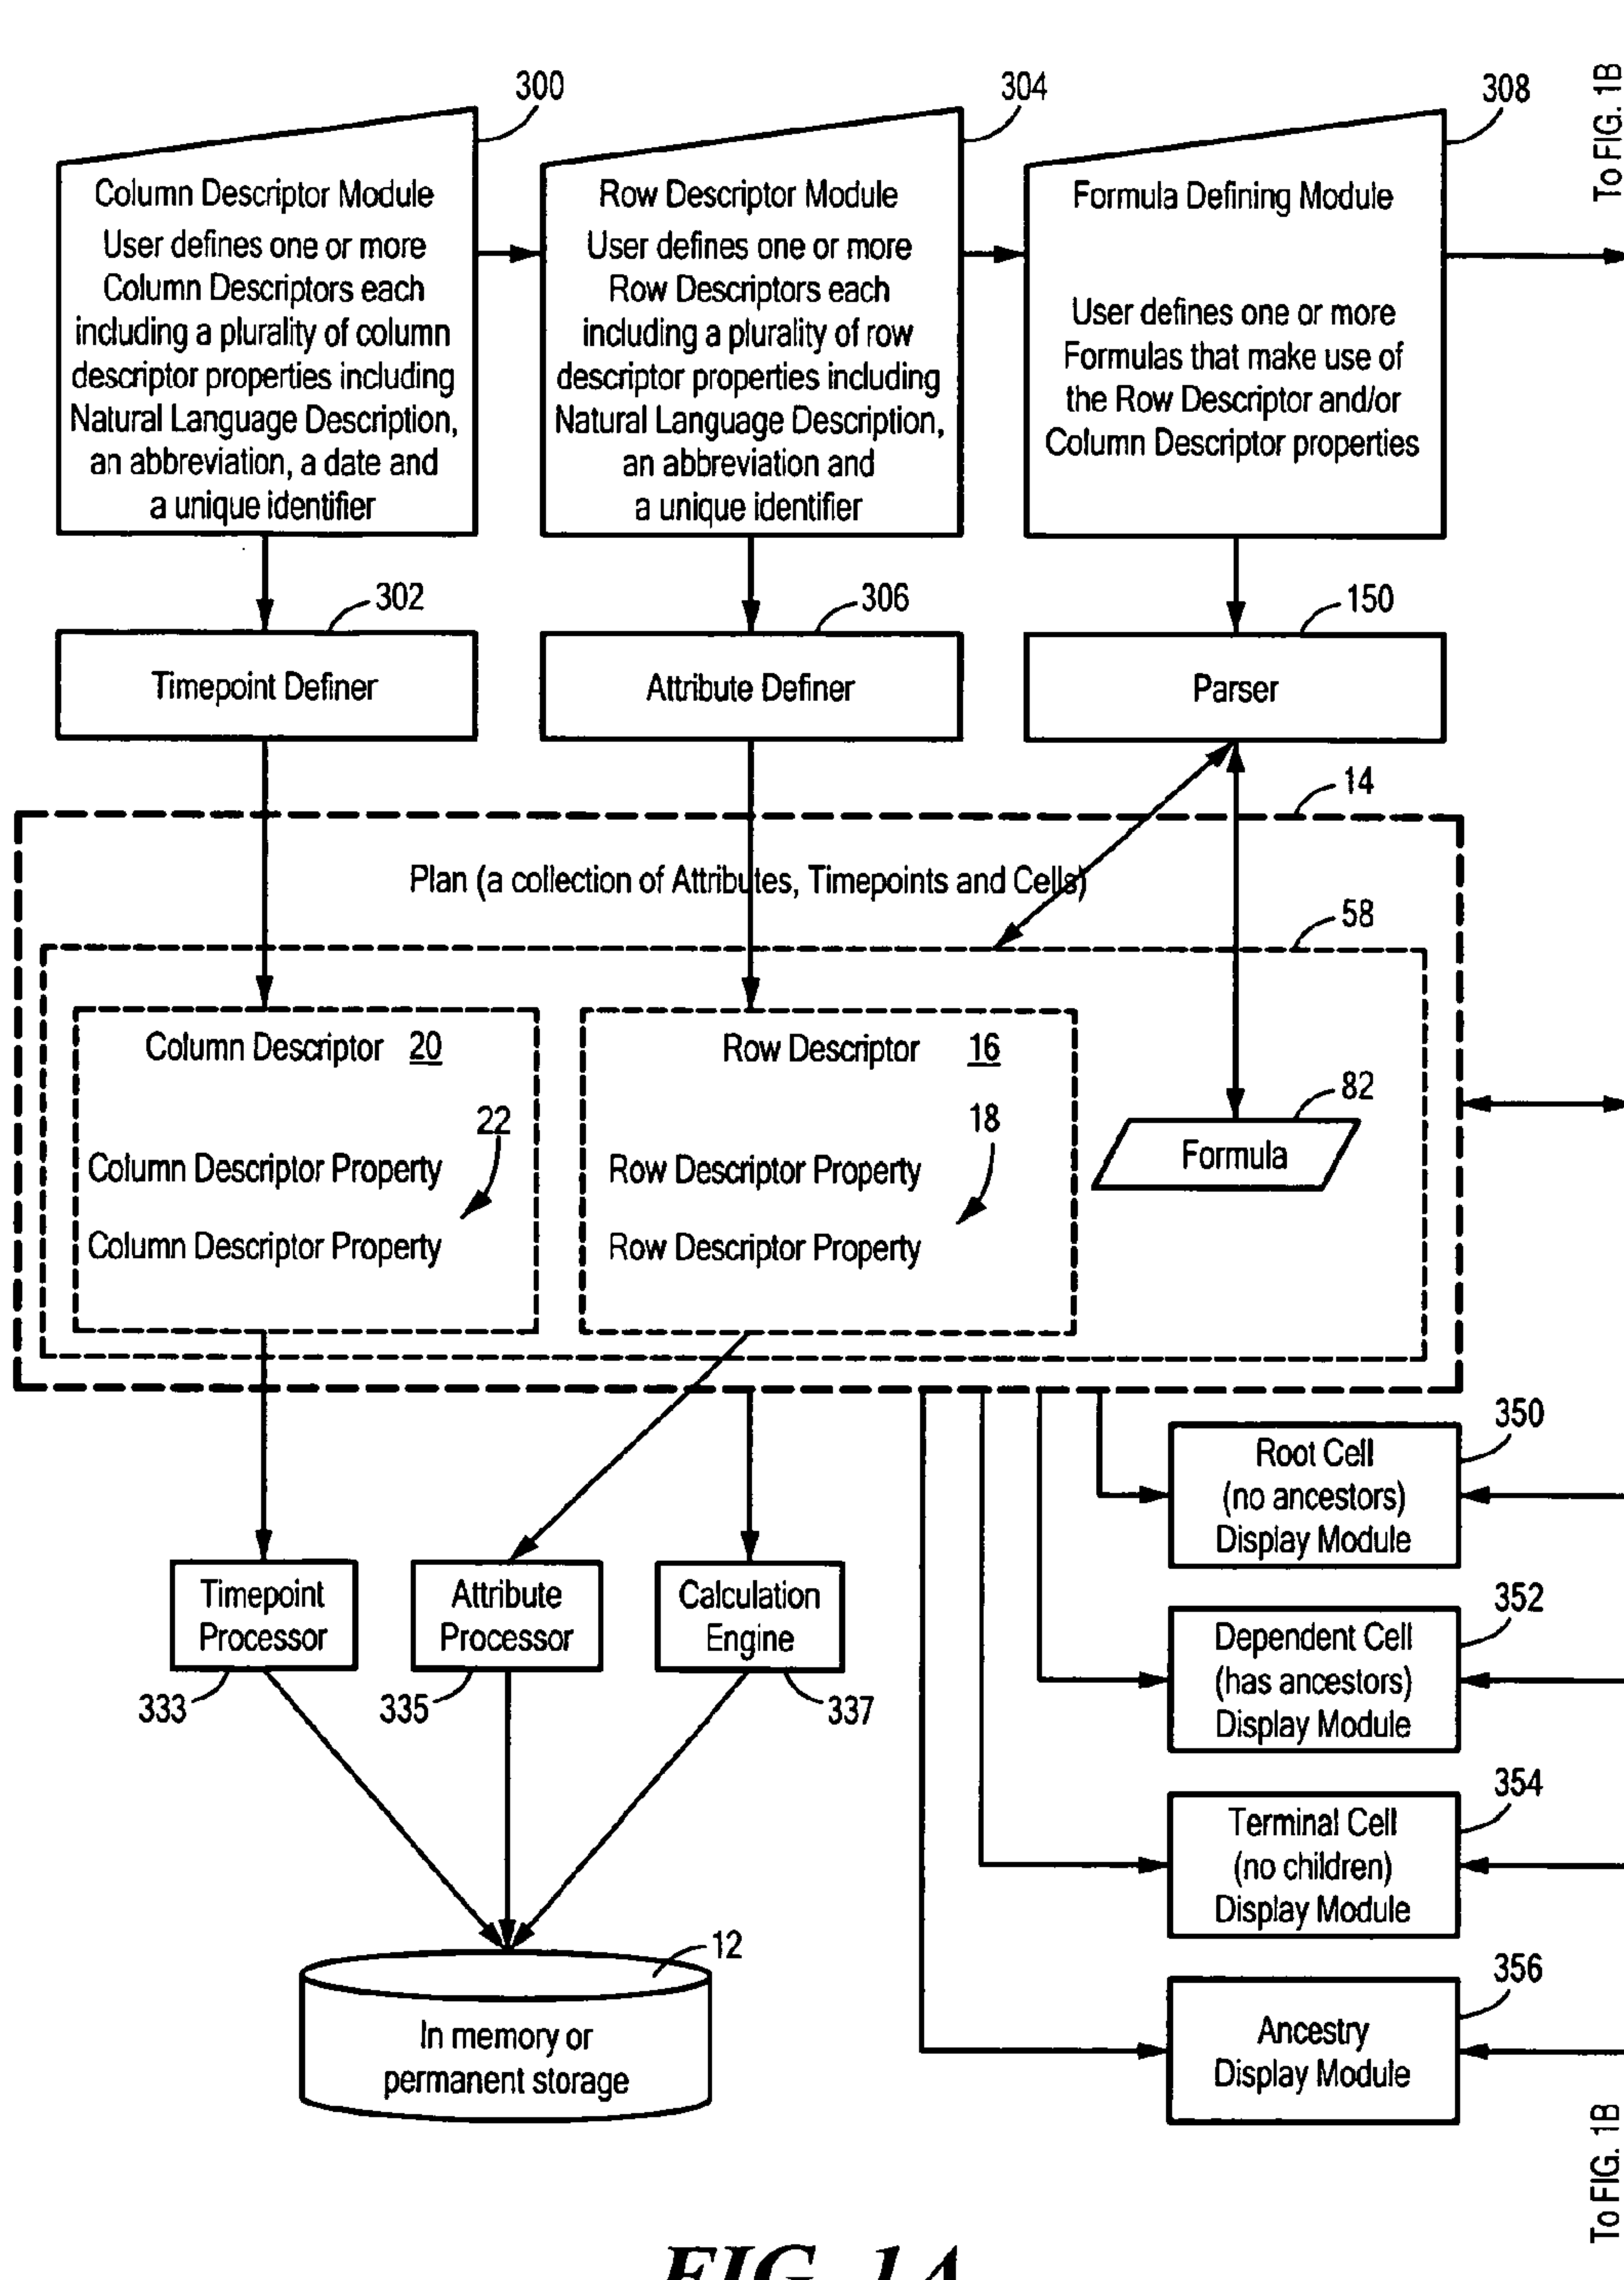 300
304
308
To FIG. 1B
Column Descriptor Module
User defines one or more
Column Descriptors each
including a plurality of column
descriptor properties including
Natural Language Description,
an abbreviation, a date and
a unique identifier
Row Descriptor Module
User defines one or more
Row Descriptors each
including a plurality of row
descriptor properties including
Natural Language Description,
an abbreviation and
a unique identifier
Formula Defining Module
User defines one or more
Formulas that make use of
the Row Descriptor and/or
Column Descriptor properties
302
306
150
Timepoint Definer
Attribute Definer
Parser
14
Plan (a collection of Attributes, Timepoints and Cells)
58
Column Descriptor 20
22
Column Descriptor Property
Column Descriptor Property
Row Descriptor 16
18
Row Descriptor Property
Row Descriptor Property
82
Formula
350
Root Cell
(no ancestors)
Display Module
Timepoint
Processor
333
Attribute
Processor
335
Calculation
Engine
337
352
Dependent Cell
(has ancestors)
Display Module
354
Terminal Cell
(no children)
Display Module
12
In memory or
permanent storage
356
Ancestry
Display Module
To FIG. 1B
FIG. 1A